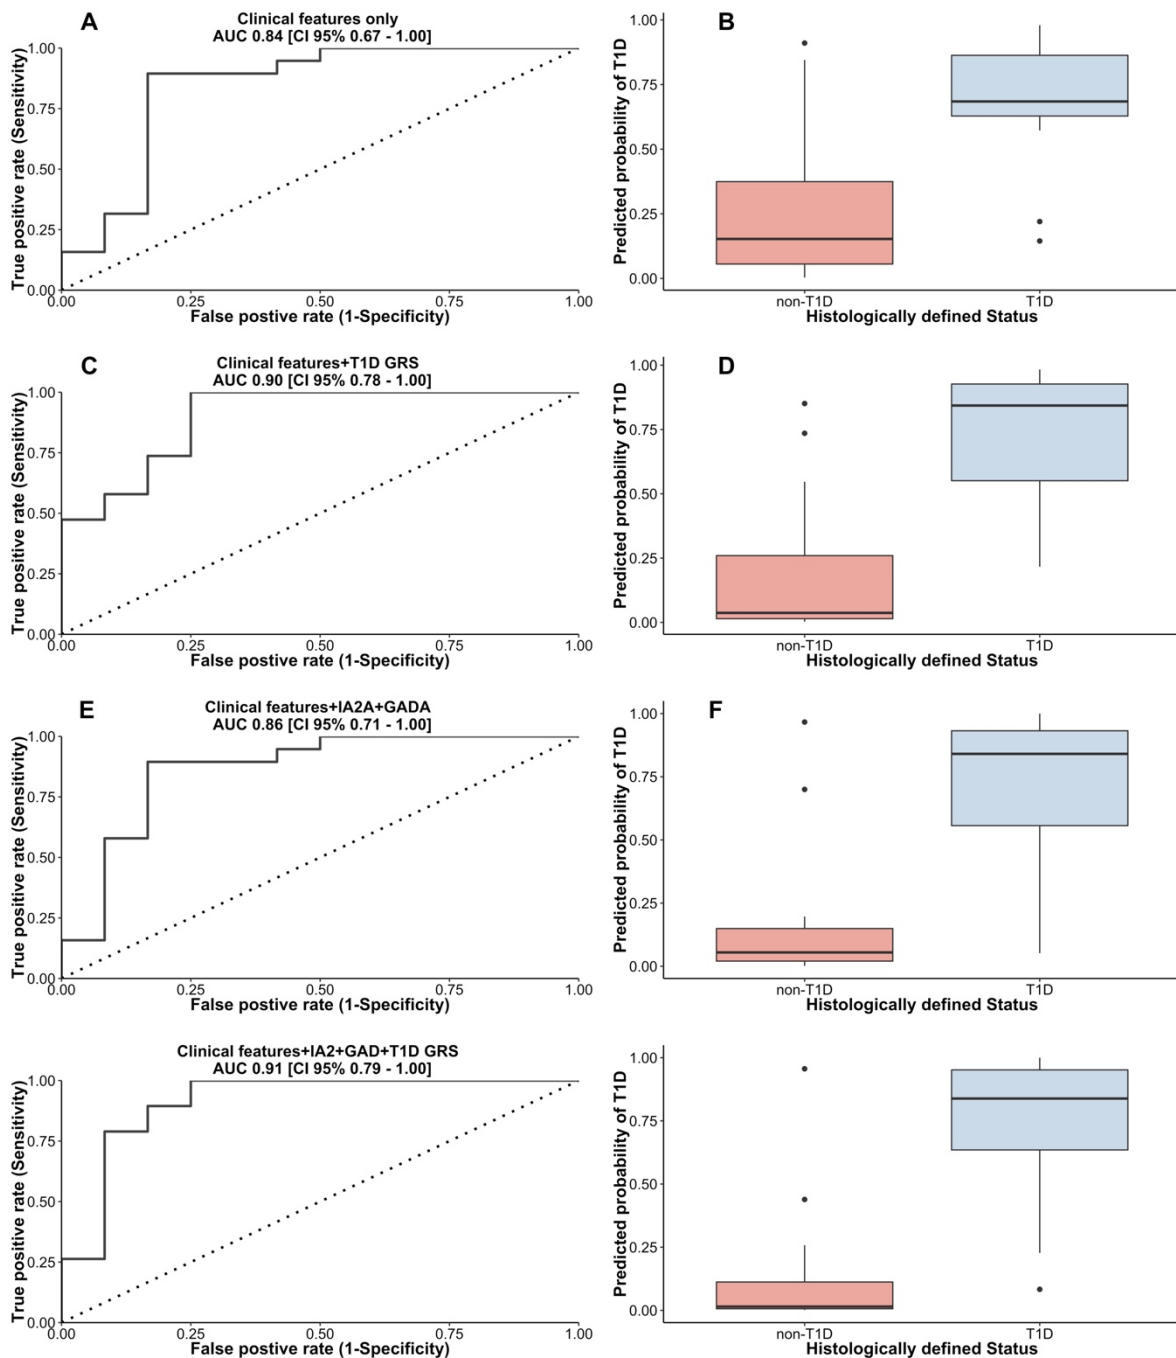 A
Clinical features only
AUC 0.84 [CI 95% 0.67 - 1.00]
True positive rate (Sensitivity)
1.00
0.75
0.50
0.25
0.00
0.00
0.25
0.50
0.75
1.00
False postive rate (1-Specificity)
B
Predicted probability of T1D
1.00
0.75
0.50
0.25
0.00
non-T1D
T1D
Histologically defined Status
C
Clinical features+T1D GRS
AUC 0.90 [CI 95% 0.78 - 1.00]
True positive rate (Sensitivity)
1.00
0.75
0.50
0.25
0.00
0.00
0.25
0.50
0.75
1.00
False postive rate (1-Specificity)
D
Predicted probability of T1D
1.00
0.75
0.50
0.25
0.00
non-T1D
T1D
Histologically defined Status
E
Clinical features+IA2A+GADA
AUC 0.86 [CI 95% 0.71 - 1.00]
True positive rate (Sensitivity)
1.00
0.75
0.50
0.25
0.00
0.00
0.25
0.50
0.75
1.00
False postive rate (1-Specificity)
F
Predicted probability of T1D
1.00
0.75
0.50
0.25
0.00
non-T1D
T1D
Histologically defined Status
Clinical features+IA2+GAD+T1D GRS
AUC 0.91 [CI 95% 0.79 - 1.00]
True positive rate (Sensitivity)
1.00
0.75
0.50
0.25
0.00
0.00
0.25
0.50
0.75
1.00
False postive rate (1-Specificity)
Predicted probability of T1D
1.00
0.75
0.50
0.25
0.00
non-T1D
T1D
Histologically defined Status